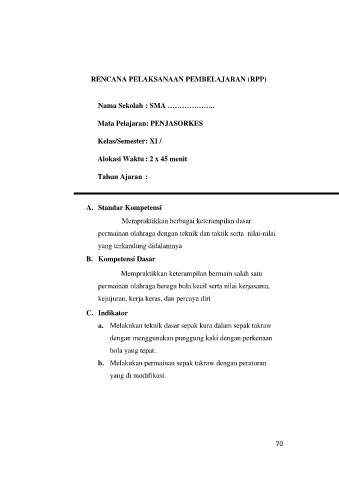 RENCANA PELAKSANAAN PEMBELAJARAN (RPP)
Nama Sekolah : SMA ………………..
Mata Pelajaran: PENJASORKES
Kelas/Semester: XI /
Alokasi Waktu : 2 x 45 menit
Tahun Ajaran :
A. Standar Kompetensi
Mempraktikkan berbagai keterampilan dasar
permainan olahraga dengan teknik dan taktik serta nilai-nilai
yang terkandung didalamnya
B. Kompetensi Dasar
Mempraktikkan keterampilan bermain salah satu
permainan olahraga beregu bola kecil serta nilai kerjasama,
kejujuran, kerja keras, dan percaya diri
C. Indikator
a. Melakukan teknik dasar sepak kura dalam sepak takraw
dengan menggunakan punggung kaki dengan perkenaan
bola yang tepat.
b. Melakukan permainan sepak takraw dengan peraturan
yang di modifikasi.
70